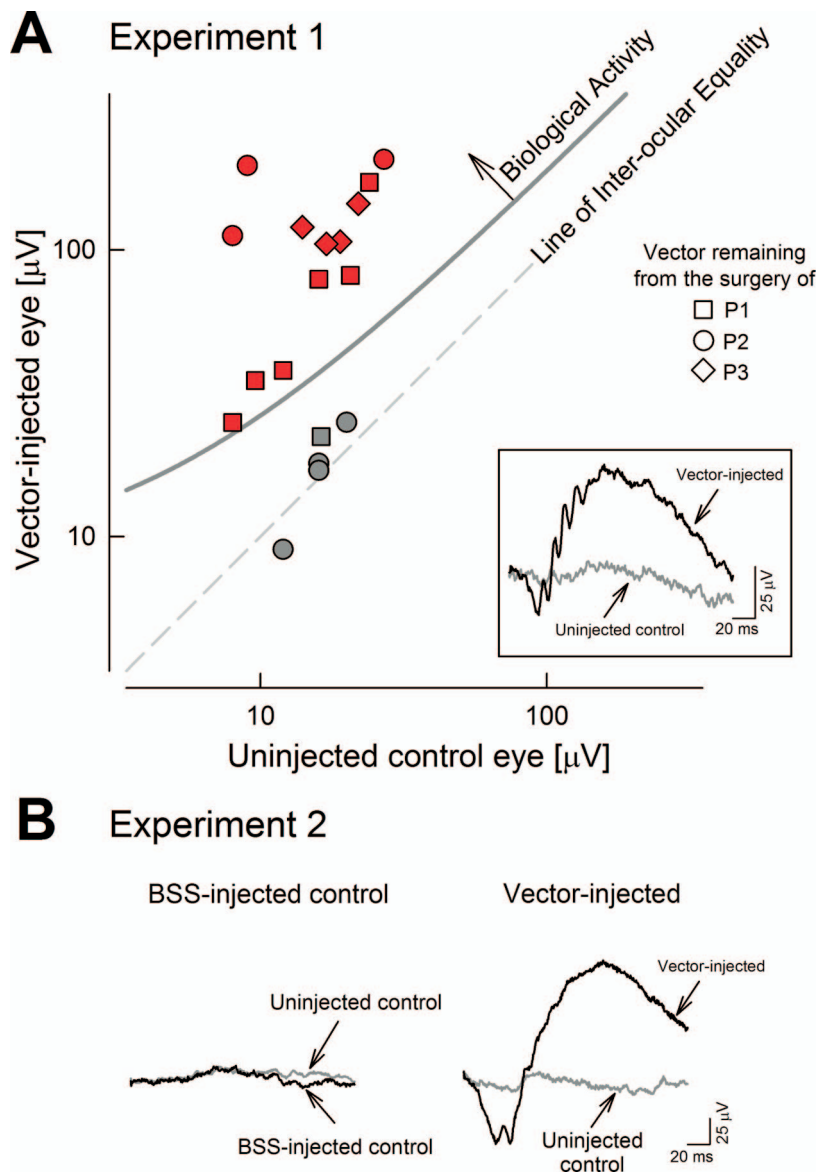 A Experiment 1
Biological Activity
Line of Inter-ocular Equality
Vector-injected eye [µV]
100
10
Vector remaining
from the surgery of
P1
P2
P3
Vector-injected
Uninjected control
25 µV
20 ms
10
100
Uninjected control eye [µV]
B Experiment 2
BSS-injected control
Vector-injected
Uninjected control
BSS-injected control
Vector-injected
Uninjected
control
25 µV
20 ms